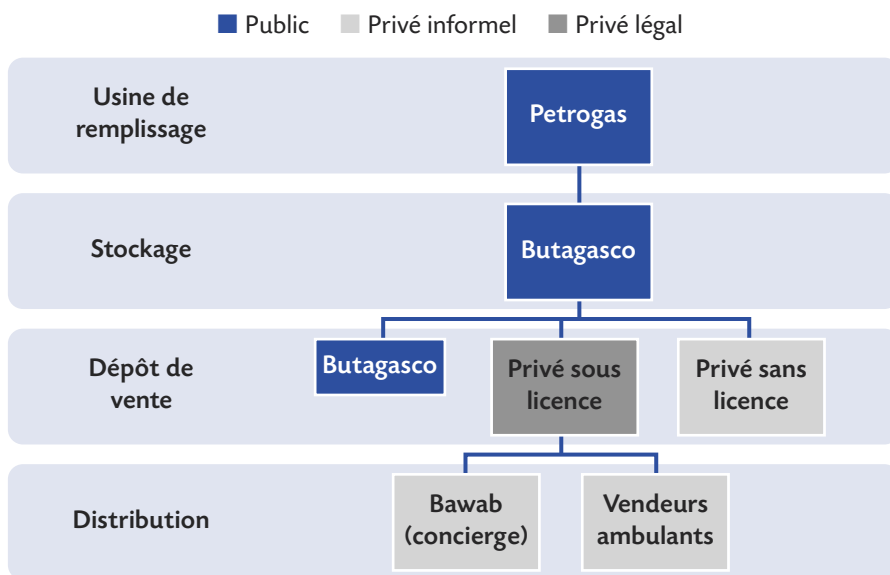 Public Privé informel Privé légal
Usine de
remplissage
Petrogas
Stockage
Butagasco
Dépôt de
vente
Butagasco
Privé sous
licence
Privé sans
licence
Distribution
Bawab
(concierge)
Vendeurs
ambulants